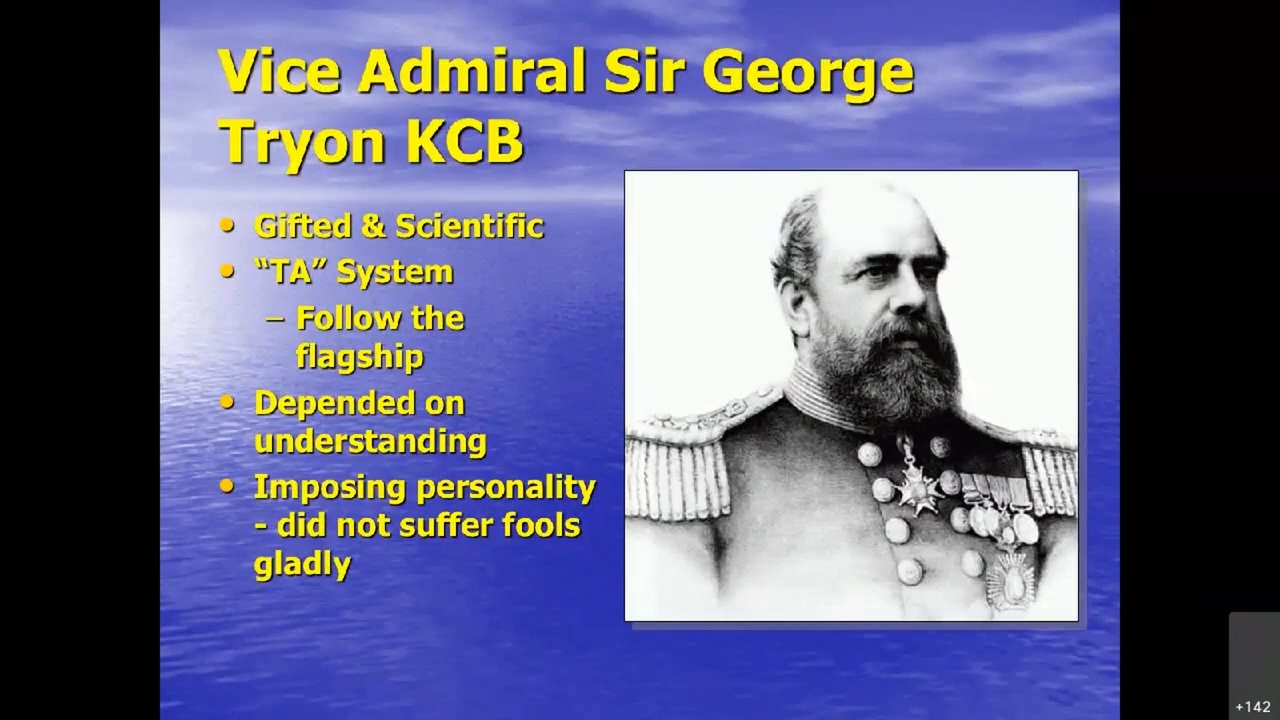 Vice Admiral Sir George
Tryon KCB
• Gifted & Scientific
• “TA” System
– Follow the
flagship
• Depended on
understanding
• Imposing personality
- did not suffer fools
gladly
+142